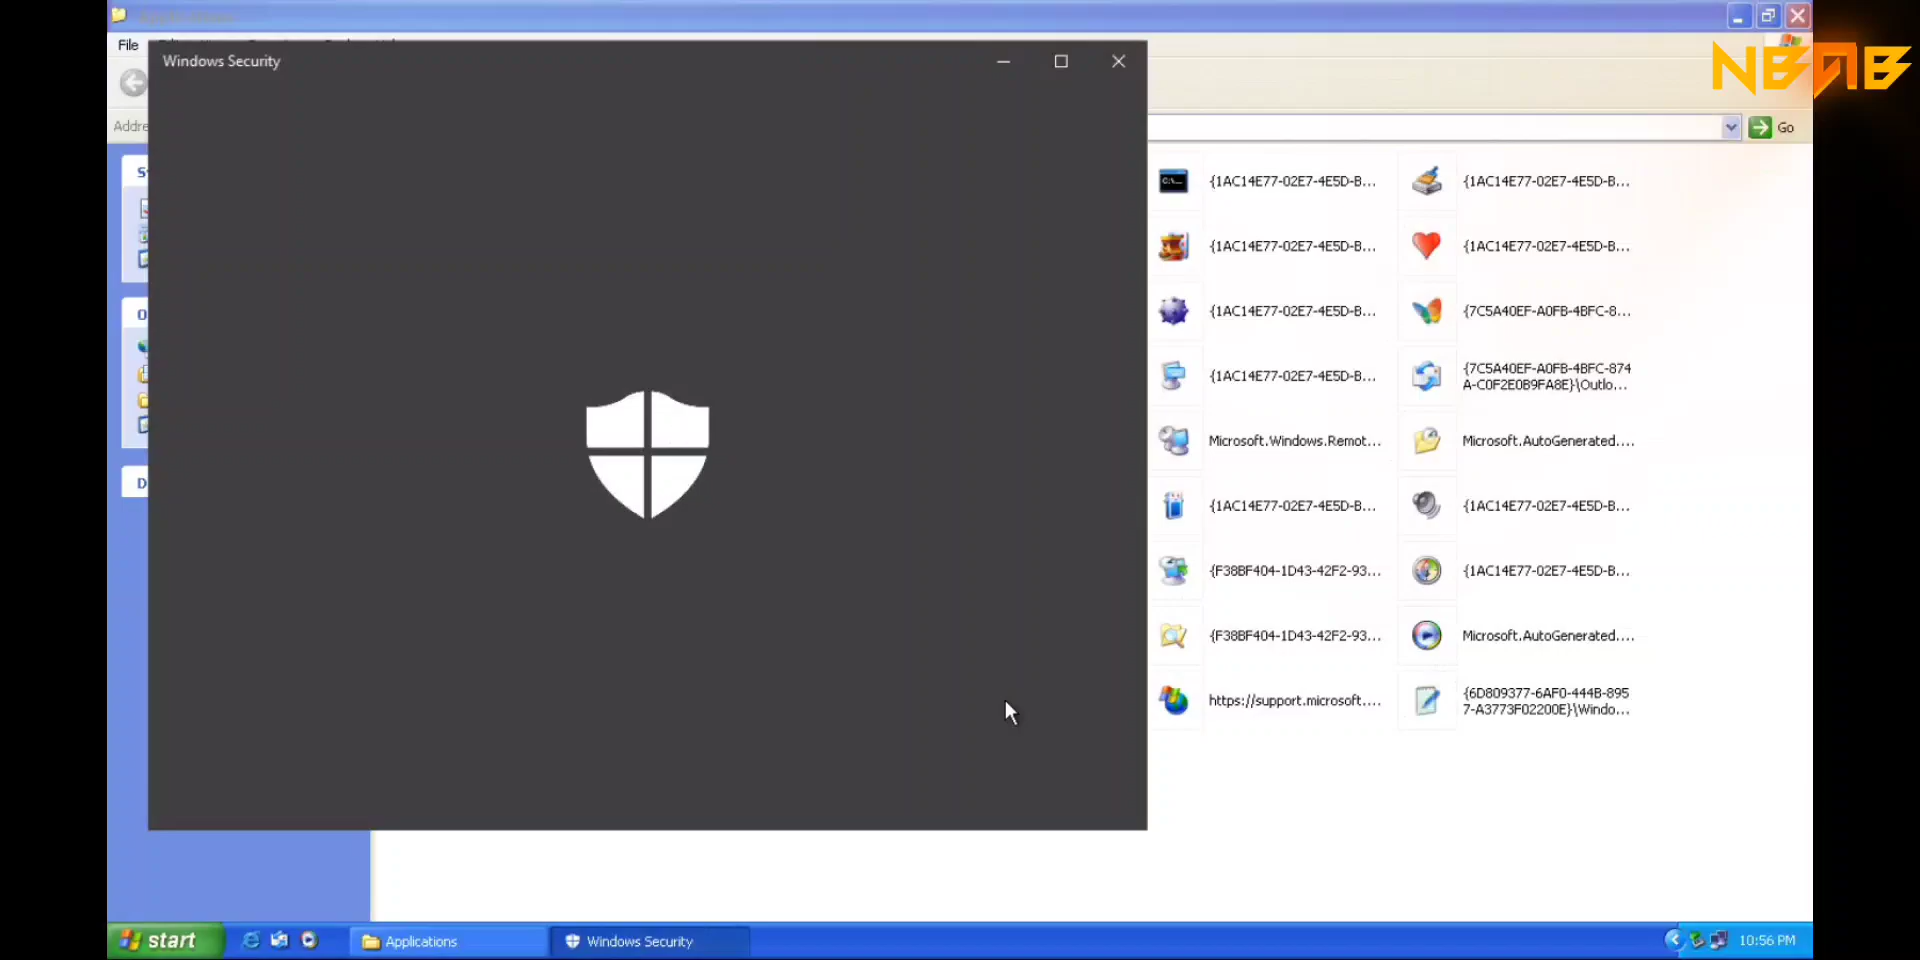 File
Windows Security
NBAB
Addre
Go
S
O
D
{1AC14E77-02E7-4E5D-B...
{1AC14E77-02E7-4E5D-B...
{1AC14E77-02E7-4E5D-B...
{1AC14E77-02E7-4E5D-B...
{1AC14E77-02E7-4E5D-B...
{7C5A40EF-A0FB-4BFC-8...
{1AC14E77-02E7-4E5D-B...
{7C5A40EF-A0FB-4BFC-874
A-C0F2E0B9FA8E}\Outlo...
Microsoft.Windows.Remot...
Microsoft.AutoGenerated....
{1AC14E77-02E7-4E5D-B...
{1AC14E77-02E7-4E5D-B...
{F38BF404-1D43-42F2-93...
{1AC14E77-02E7-4E5D-B...
{F38BF404-1D43-42F2-93...
Microsoft.AutoGenerated....
https://support.microsoft....
{6D809377-6AF0-444B-895
7-A3773F02200E}\Windo...
start
Applications
Windows Security
10:56 PM